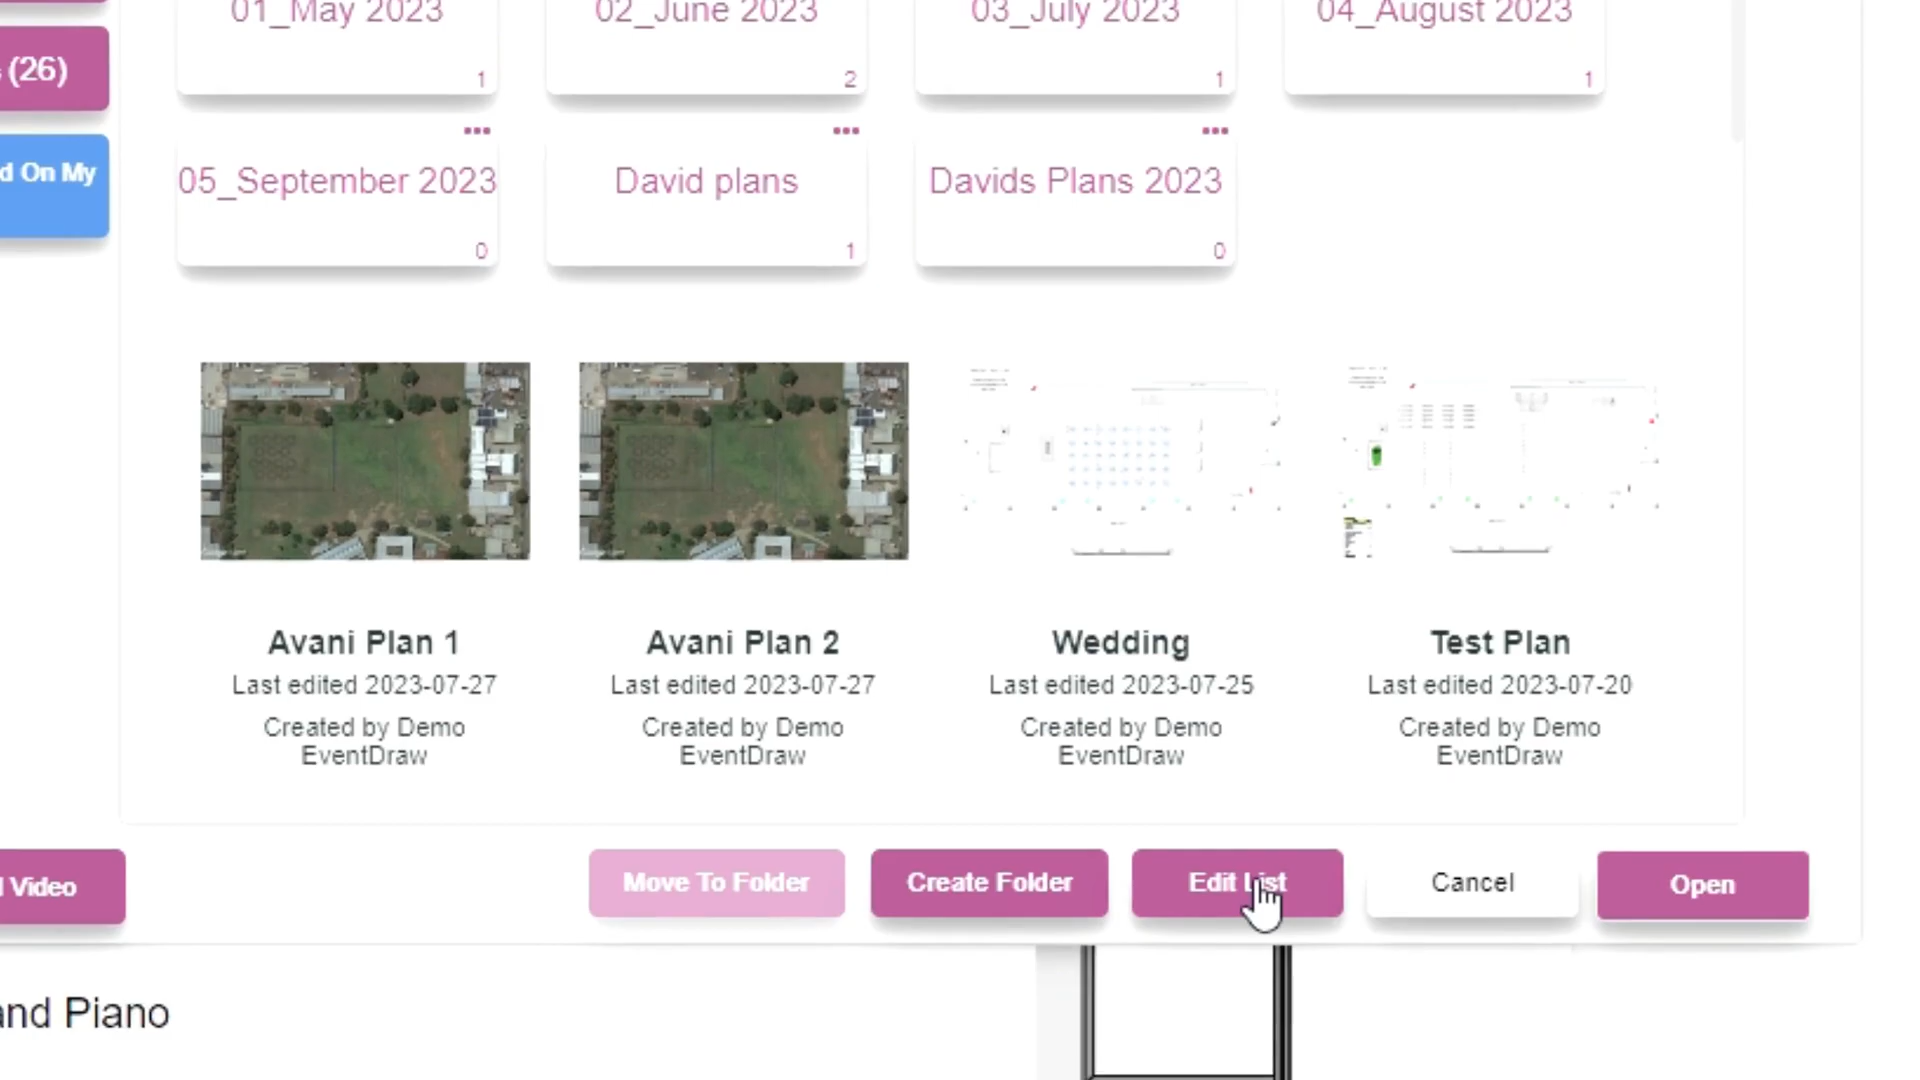 01_May 2023
02_June 2023
03_July 2023
04_August 2023
(26)
1
2
1
1
d On My
05_September 2023
David plans
Davids Plans 2023
0
1
0
Avani Plan 1
Last edited 2023-07-27
Created by Demo
EventDraw
Avani Plan 2
Last edited 2023-07-27
Created by Demo
EventDraw
Wedding
Last edited 2023-07-25
Created by Demo
EventDraw
Test Plan
Last edited 2023-07-20
Created by Demo
EventDraw
Video
Move To Folder
Create Folder
Edit List
Cancel
Open
and Piano